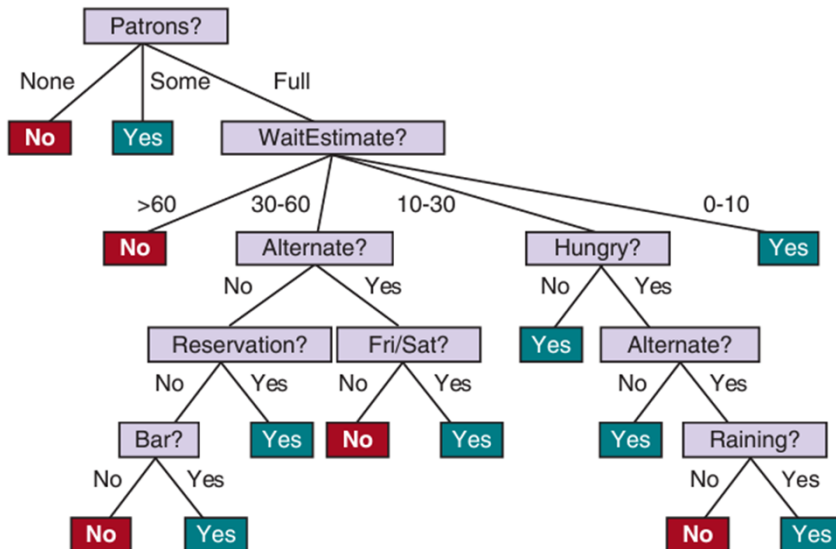 Patrons?
None Some Full
No Yes WaitEstimate?
>60 30-60 10-30 0-10
No Alternate? Hungry? Yes
No Yes No Yes
Reservation? Fri/Sat? Yes Alternate?
No Yes No Yes No Yes
Bar? Yes No Yes Yes Raining?
No Yes No Yes
No Yes No Yes